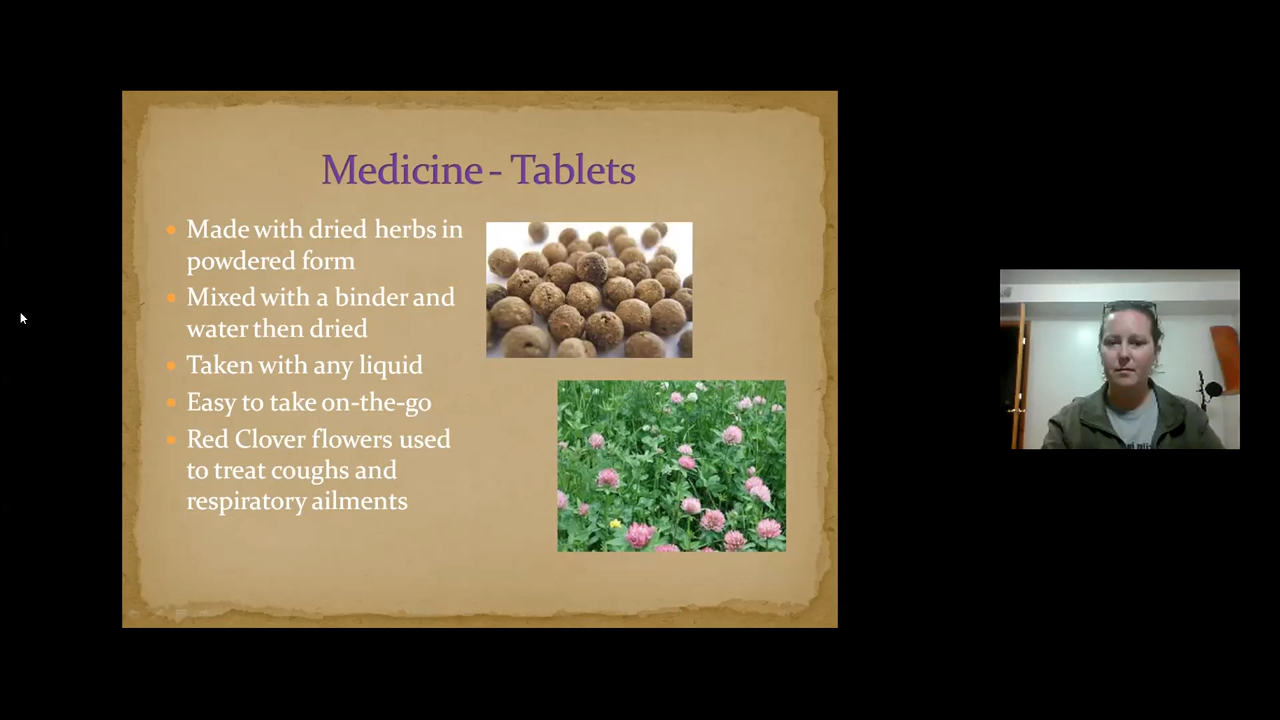 Medicine - Tablets
Made with dried herbs in
powdered form
Mixed with a binder and
water then dried
Taken with any liquid
Easy to take on-the-go
Red Clover flowers used
to treat coughs and
respiratory ailments